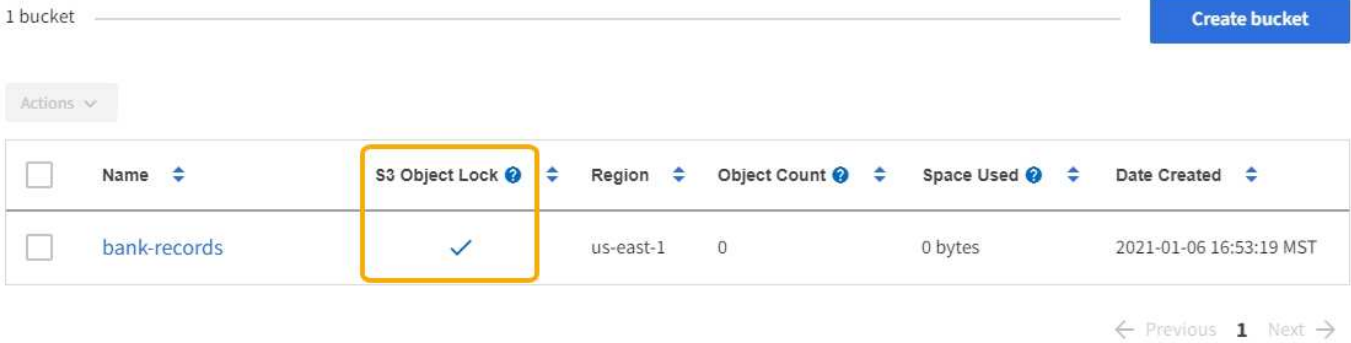 1 bucket Create bucket
Actions
Name S3 Object Lock ? Region Object Count ? Space Used ? Date Created
bank-records us-east-1 0 0 bytes 2021-01-06 16:53:19 MST
← Previous 1 Next →